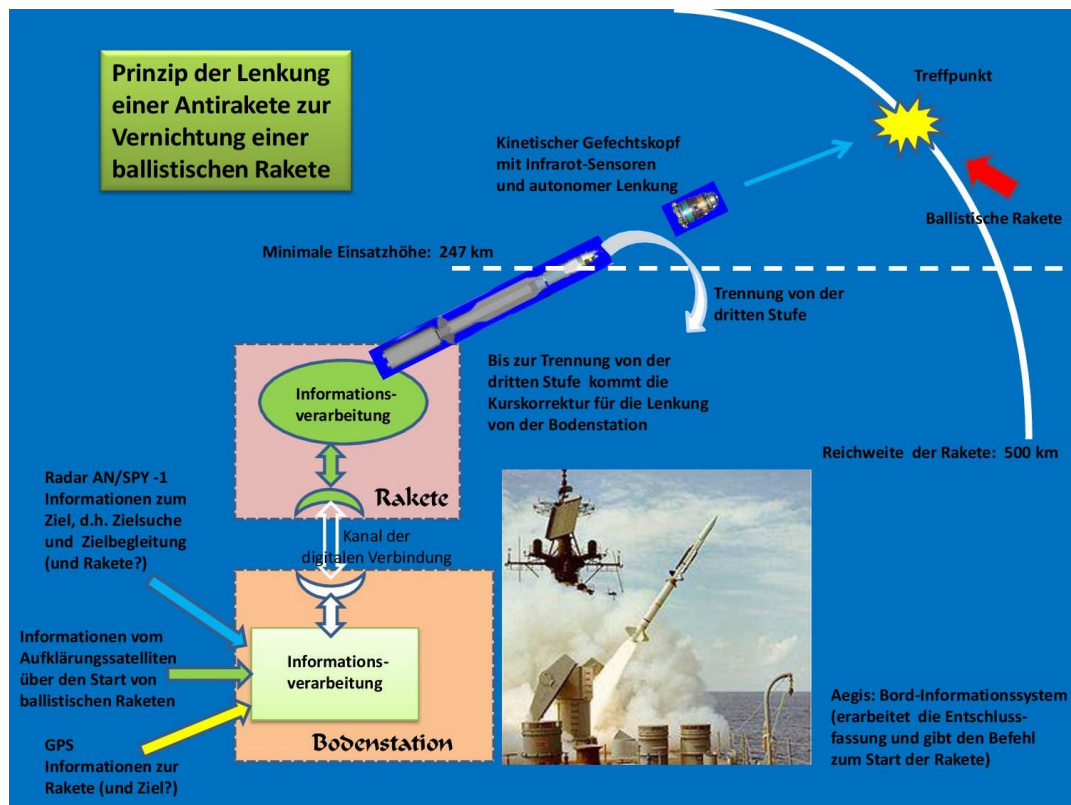 Prinzip der Lenkung
einer Antirakete zur
Vernichtung einer
ballistischen Rakete
Treffpunkt
Kinetischer Gefechtskopf
mit Infrarot-Sensoren
und autonomer Lenkung
Ballistische Rakete
Minimale Einsatzhöhe: 247 km
Trennung von der
dritten Stufe
Bis zur Trennung von der
dritten Stufe kommt die
Kurskorrektur für die Lenkung
von der Bodenstation
Informations-
verarbeitung
Reichweite der Rakete: 500 km
Rakete
Radar AN/SPY -1
Informationen zum
Ziel, d.h. Zielsuche
und Zielbegleitung
(und Rakete?)
Kanal der
digitalen Verbindung
Informationen vom
Aufklärungssatelliten
über den Start von
ballistischen Raketen
Informations-
verarbeitung
Bodenstation
GPS
Informationen zur
Rakete (und Ziel?)
Aegis: Bord-Informationssystem
(erarbeitet die Entschluss-
fassung und gibt den Befehl
zum Start der Rakete)